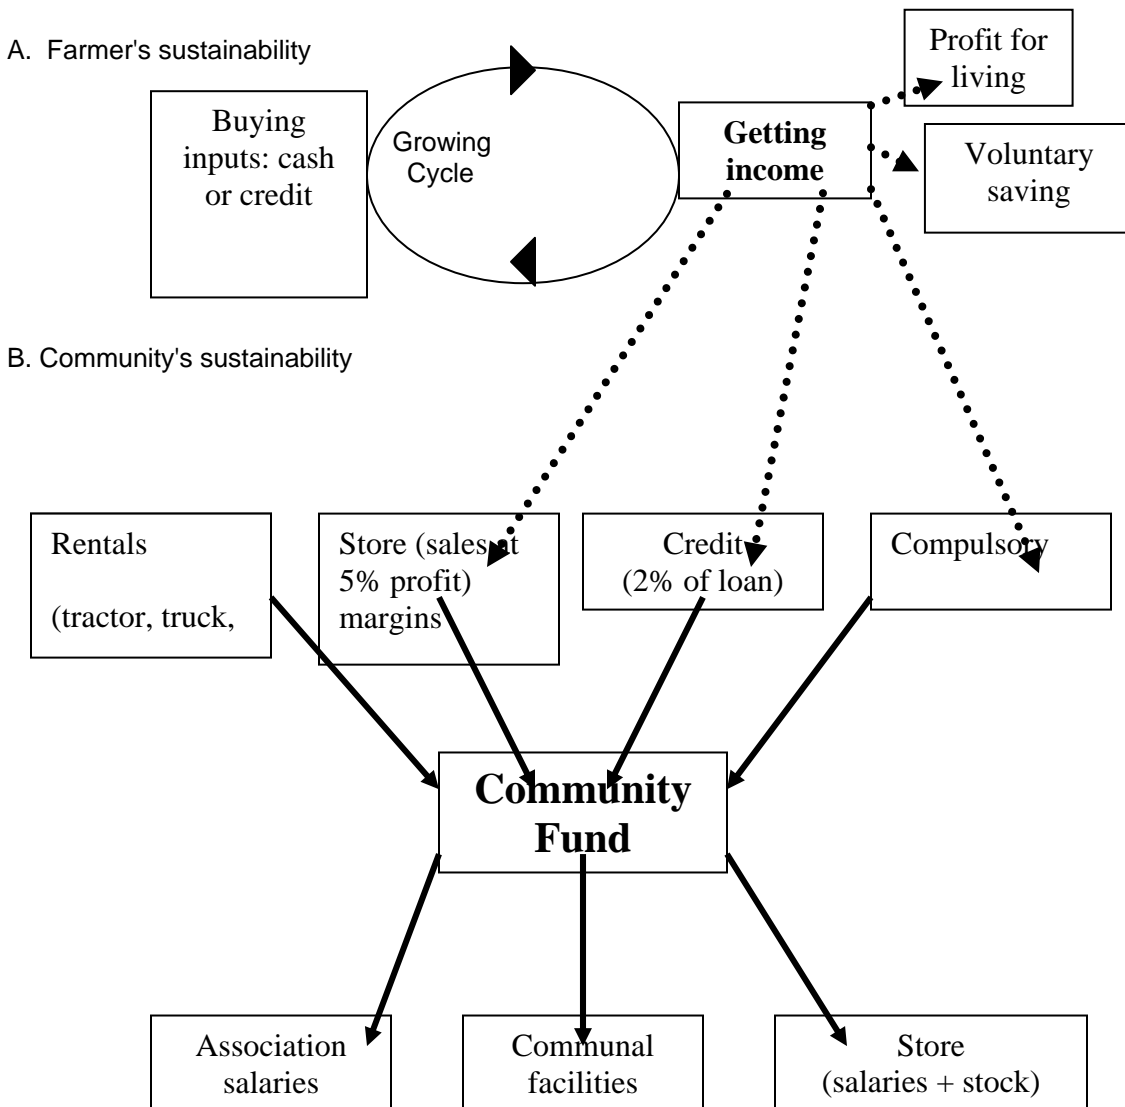 A. Farmer's sustainability
Profit for
living
Buying
inputs: cash
or credit
Growing
Cycle
Getting
income
Voluntary
saving
B. Community's sustainability
Rentals
(tractor, truck,
Store (sales at
5% profit)
margins
Credit
(2% of loan)
Compulsory
Community
Fund
Association
salaries
Communal
facilities
Store
(salaries + stock)